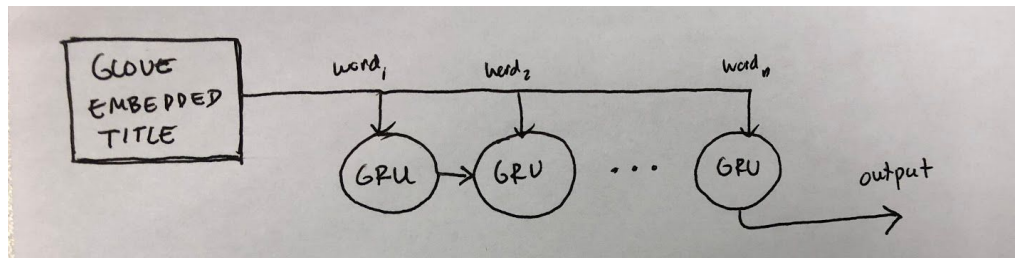 GLOVE
EMBEDDED
TITLE
word₁
word₂
wordₙ
GRU
GRU
...
GRU
output